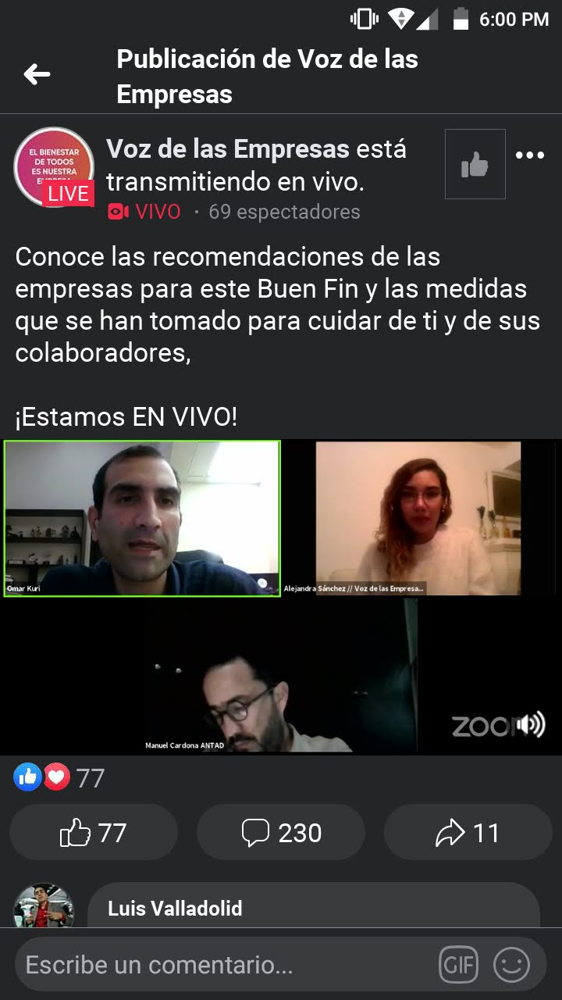 6:00 PM
Publicación de Voz de las
Empresas
EL BIENESTAR
DE TODOS
ES NUESTRA
LIVE
Voz de las Empresas está
transmitiendo en vivo.
VIVO · 69 espectadores
Conoce las recomendaciones de las
empresas para este Buen Fin y las medidas
que se han tomado para cuidar de ti y de sus
colaboradores,
¡Estamos EN VIVO!
Omar Kuri
Alejandra Sánchez // Voz de las Empresa...
Manuel Cardona ANTAD
zoom
77
77
230
11
Luis Valladolid
Escribe un comentario...
GIF